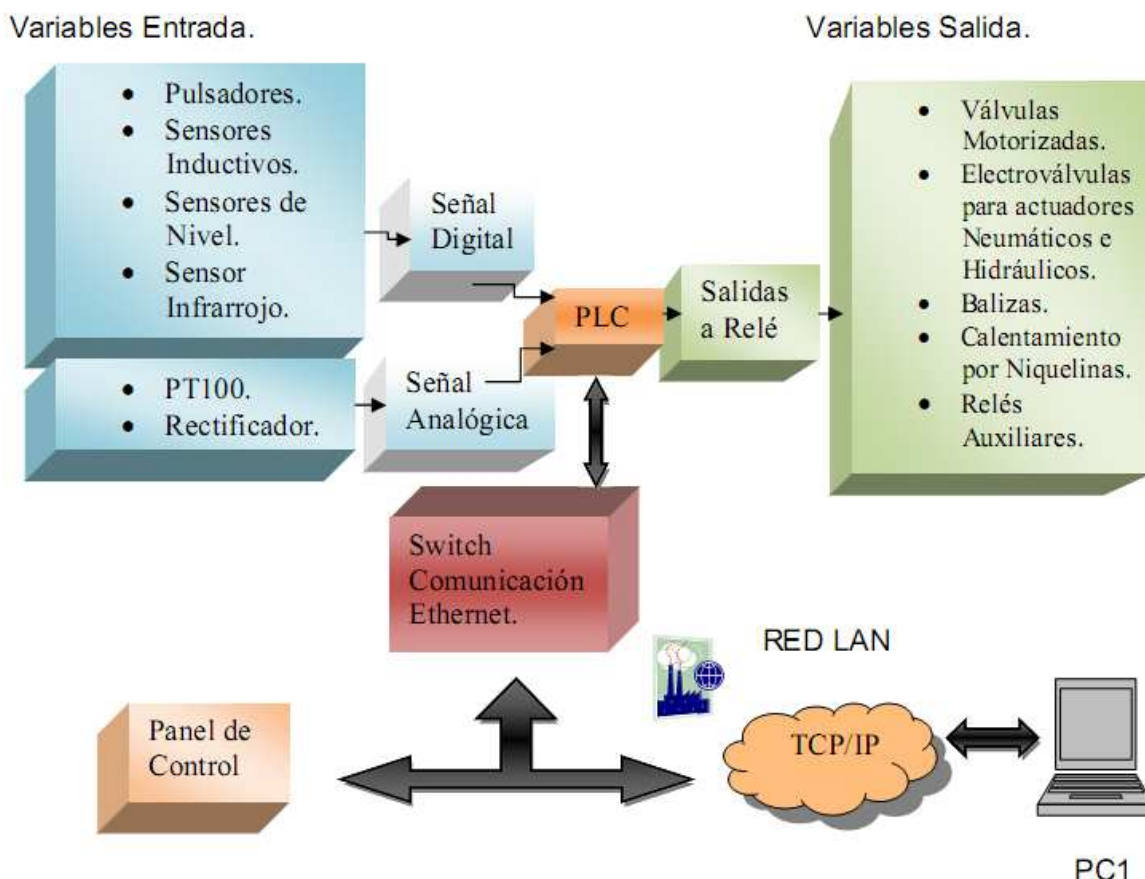 Variables Entrada.
Variables Salida.
• Pulsadores.
• Sensores
Inductivos.
• Sensores de
Nivel.
• Sensor
Infrarrojo.
• PT100.
• Rectificador.
Señal
Digital
Señal
Analógica
PLC
Salidas
a Relé
• Válvulas
Motorizadas.
• Electroválvulas
para actuadores
Neumáticos e
Hidráulicos.
• Balizas.
• Calentamiento
por Niquelinas.
• Relés
Auxiliares.
Switch
Comunicación
Ethernet.
RED LAN
Panel de
Control
TCP/IP
PC1